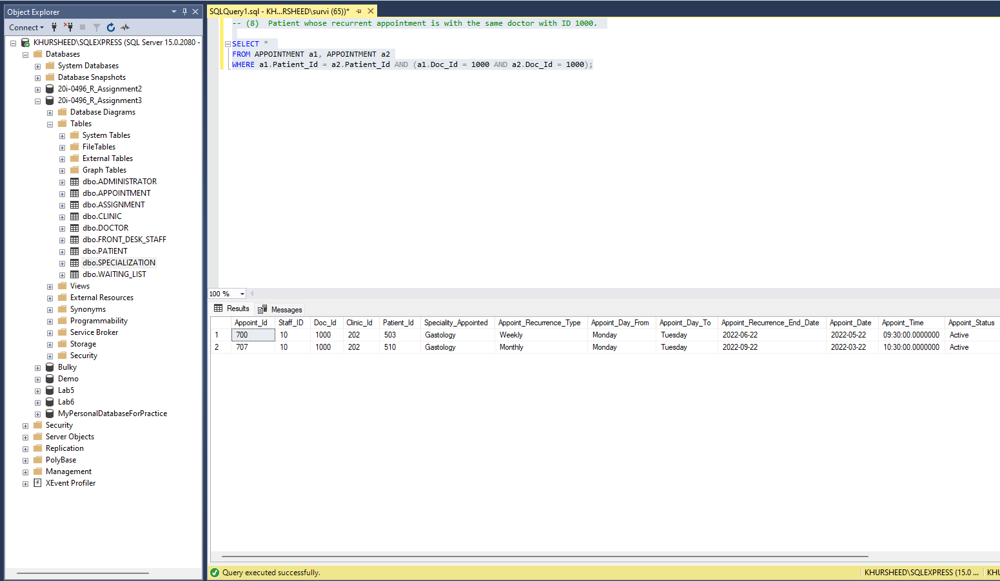 Object Explorer
Connect
KHURSHEED\SQLEXPRESS (SQL Server 15.0.2080 -
Databases
System Databases
Database Snapshots
20i-0496_R_Assignment2
20i-0496_R_Assignment3
Database Diagrams
Tables
System Tables
FileTables
External Tables
Graph Tables
dbo.ADMINISTRATOR
dbo.APPOINTMENT
dbo.ASSIGNMENT
dbo.CLINIC
dbo.DOCTOR
dbo.FRONT_DESK_STAFF
dbo.PATIENT
dbo.SPECIALIZATION
dbo.WAITING_LIST
Views
External Resources
Synonyms
Programmability
Service Broker
Storage
Security
Bulky
Demo
Lab5
Lab6
MyPersonalDatabaseForPractice
Security
Server Objects
Replication
PolyBase
Management
XEvent Profiler
SQLQuery1.sql - KH...RSHEED\survi (65))*
-- (8)  Patient whose recurrent appointment is with the same doctor with ID 1000.
SELECT *
FROM APPOINTMENT a1, APPOINTMENT a2
WHERE a1.Patient_Id = a2.Patient_Id AND (a1.Doc_Id = 1000 AND a2.Doc_Id = 1000);
100 %
Results Messages
Appoint_Id Staff_ID Doc_Id Clinic_Id Patient_Id Speciality_Appointed Appoint_Recurrence_Type Appoint_Day_From Appoint_Day_To Appoint_Recurrence_End_Date Appoint_Date Appoint_Time Appoint_Status
1 700 10 1000 202 503 Gastology Weekly Monday Tuesday 2022-06-22 2022-05-22 09:30:00.0000000 Active
2 707 10 1000 202 510 Gastology Monthly Monday Tuesday 2022-09-22 2022-03-22 10:30:00.0000000 Active
Query executed successfully.
KHURSHEED\SQLEXPRESS (15.0 ... KHU